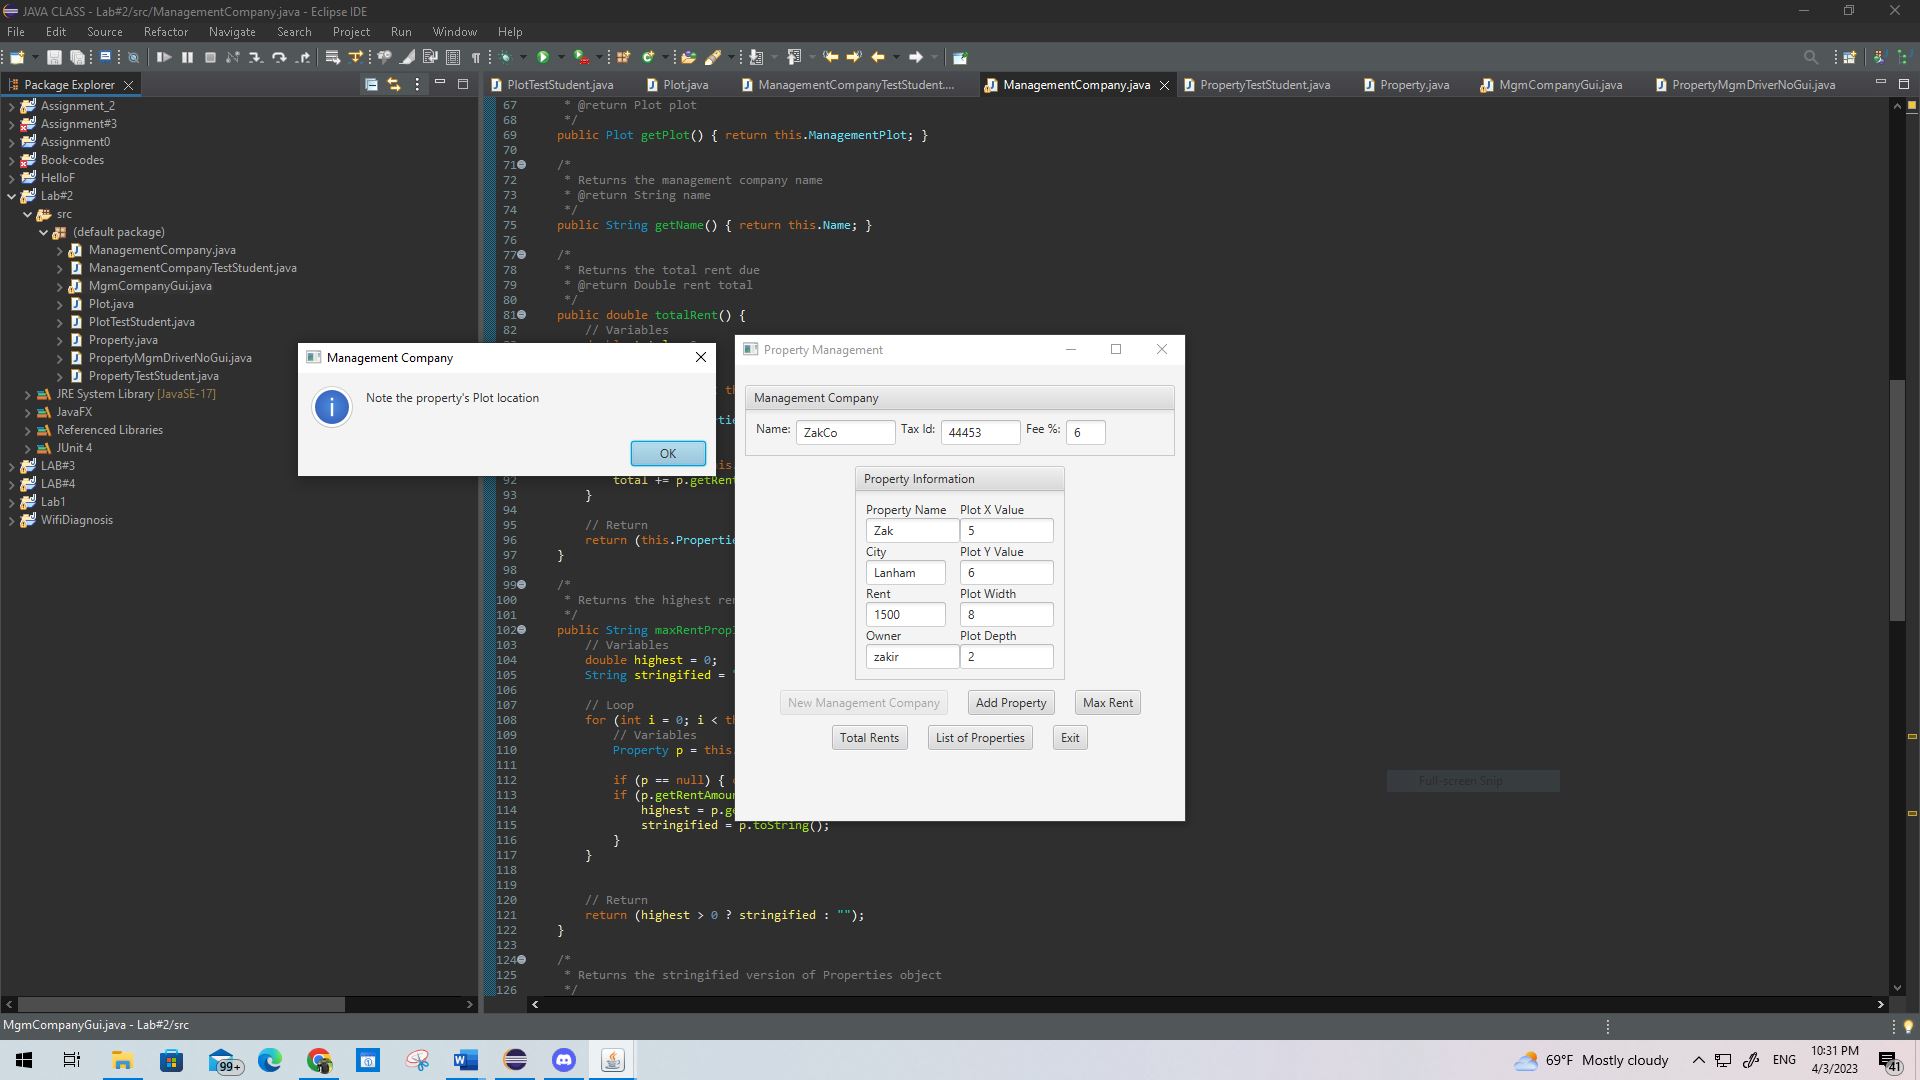 JAVA CLASS - Lab#2/src/ManagementCompany.java - Eclipse IDE
File Edit Source Refactor Navigate Search Project Run Window Help
Package Explorer
PlotTestStudent.java Plot.java ManagementCompanyTestStudent.... ManagementCompany.java PropertyTestStudent.java Property.java MgmCompanyGui.java PropertyMgmDriverNoGui.java
Assignment_2
Assignment#3
Assignment0
Book-codes
HelloF
Lab#2
src
(default package)
ManagementCompany.java
ManagementCompanyTestStudent.java
MgmCompanyGui.java
Plot.java
PlotTestStudent.java
Property.java
PropertyMgmDriverNoGui.java
PropertyTestStudent.java
JRE System Library [JavaSE-17]
JavaFX
Referenced Libraries
JUnit 4
LAB#3
LAB#4
Lab1
WifiDiagnosis
67 * @return Plot plot
68 */
69 public Plot getPlot() { return this.ManagementPlot; }
70
71 /*
72 * Returns the management company name
73 * @return String name
74 */
75 public String getName() { return this.Name; }
76
77 /*
78 * Returns the total rent due
79 * @return Double rent total
80 */
81 public double totalRent() {
82 // Variables
92 total += p.getRen
93 }
94
95 // Return
96 return (this.Propertie
97 }
98
99 /*
100 * Returns the highest re
101 */
102 public String maxRentProp
103 // Variables
104 double highest = 0;
105 String stringified =
106
107 // Loop
108 for (int i = 0; i < th
109 // Variables
110 Property p = this.
111
112 if (p == null) {
113 if (p.getRentAmou
114 highest = p.ge
115 stringified = p.toString();
116 }
117 }
118
119
120 // Return
121 return (highest > 0 ? stringified : "");
122 }
123
124 /*
125 * Returns the stringified version of Properties object
126 */
Management Company
Note the property's Plot location
OK
Property Management
Management Company
Name: ZakCo Tax Id: 44453 Fee %: 6
Property Information
Property Name Plot X Value
Zak 5
City Plot Y Value
Lanham 6
Rent Plot Width
1500 8
Owner Plot Depth
zakir 2
New Management Company Add Property Max Rent
Total Rents List of Properties Exit
Full-screen Snip
MgmCompanyGui.java - Lab#2/src
99+
69°F Mostly cloudy
ENG
10:31 PM
4/3/2023
41